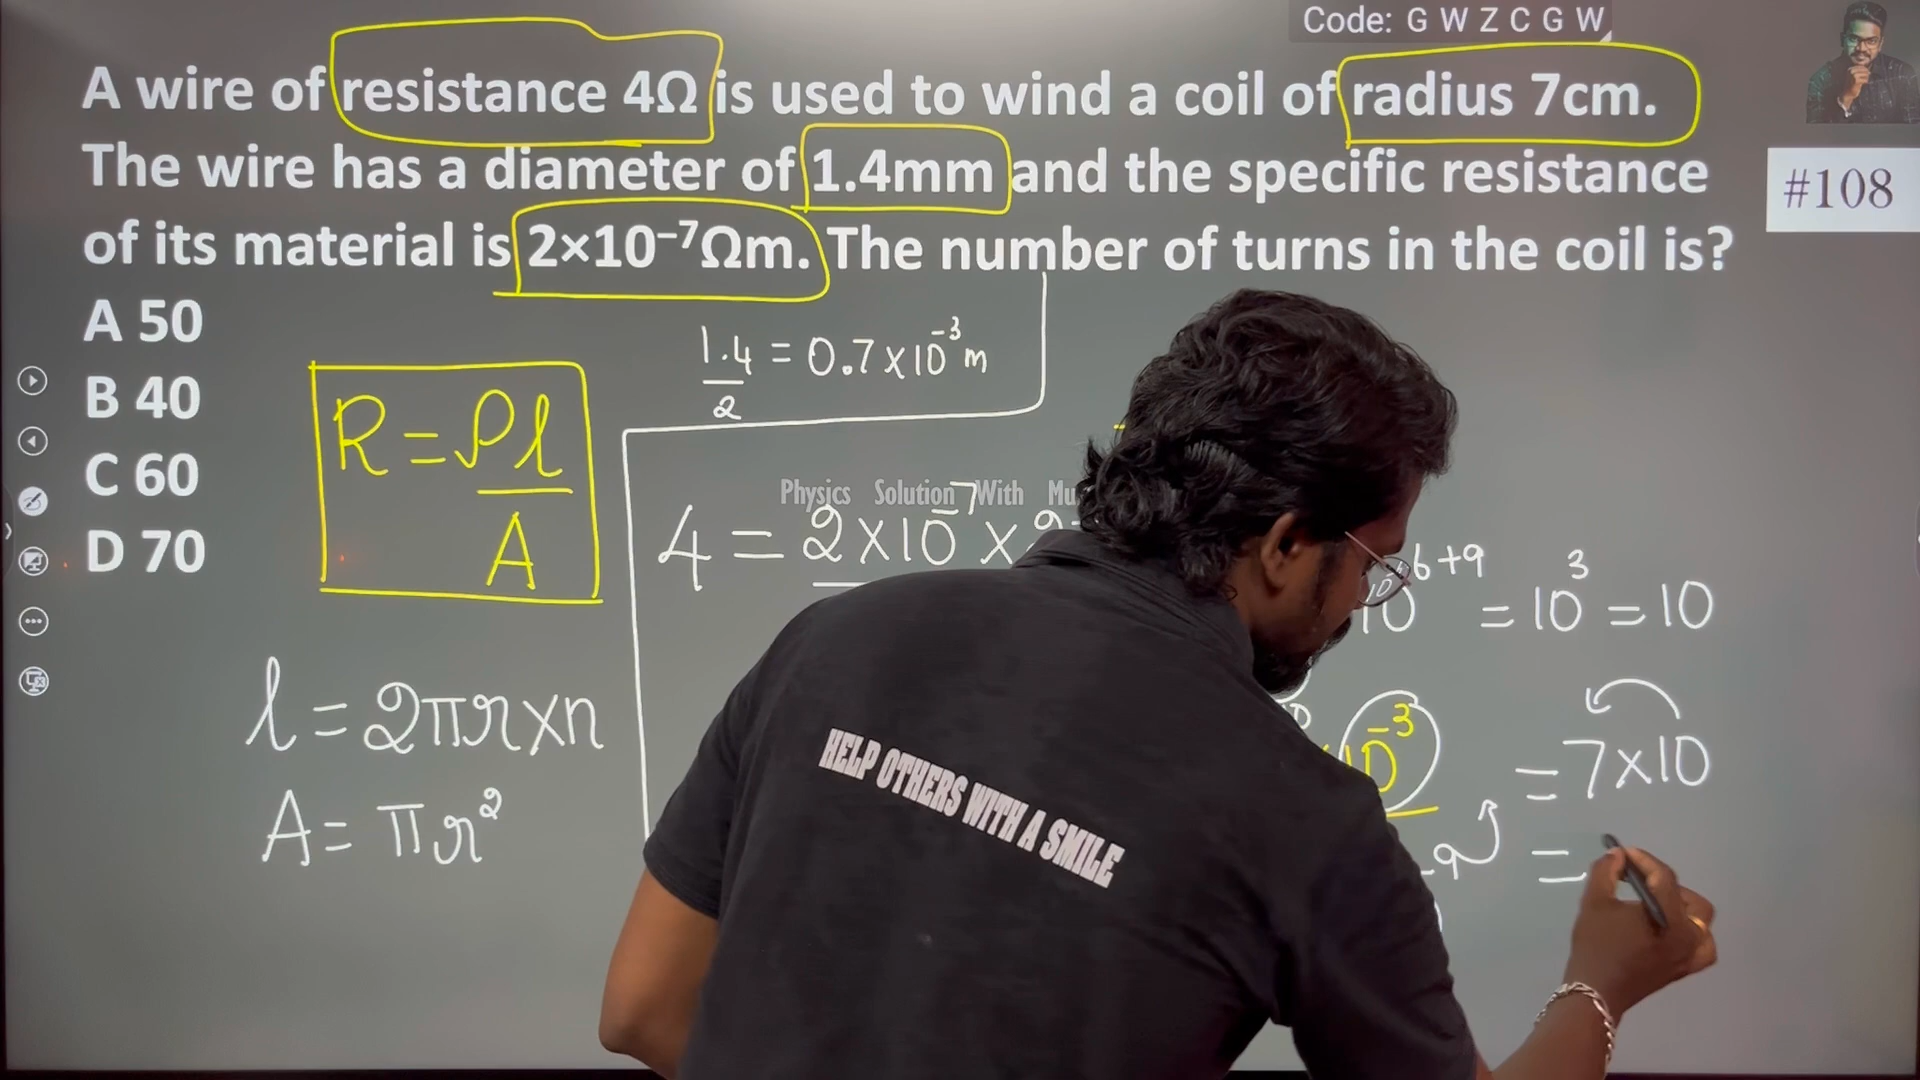 Code: G W Z C G W
A wire of resistance 4Ω is used to wind a coil of radius 7cm.
The wire has a diameter of 1.4mm and the specific resistance
of its material is 2×10⁻⁷Ωm. The number of turns in the coil is?
#108
A 50
B 40
C 60
D 70
R = ρl / A
1.4 / 2 = 0.7×10⁻³ m
Physics Solution With Mu
4 = 2×10⁻⁷ ×
6+9
= 10³ = 10
l = 2πr×n
A = πr²
10⁻³
= 7×10
-9
=
HELP OTHERS WITH A SMILE